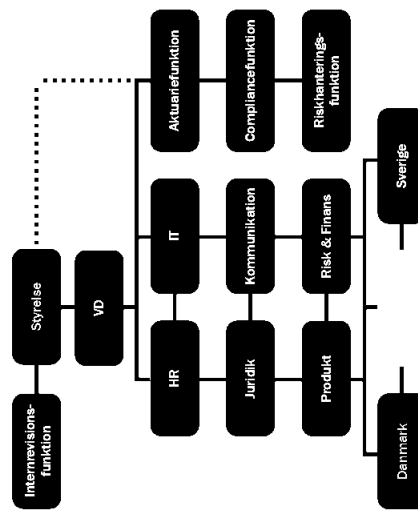 Styrelse
Internrevisions-
funktion
VD
HR
IT
Aktuariefunktion
Juridik
Kommunikation
Compliancefunktion
Produkt
Risk & Finans
Riskhanterings-
funktion
Danmark
Sverige